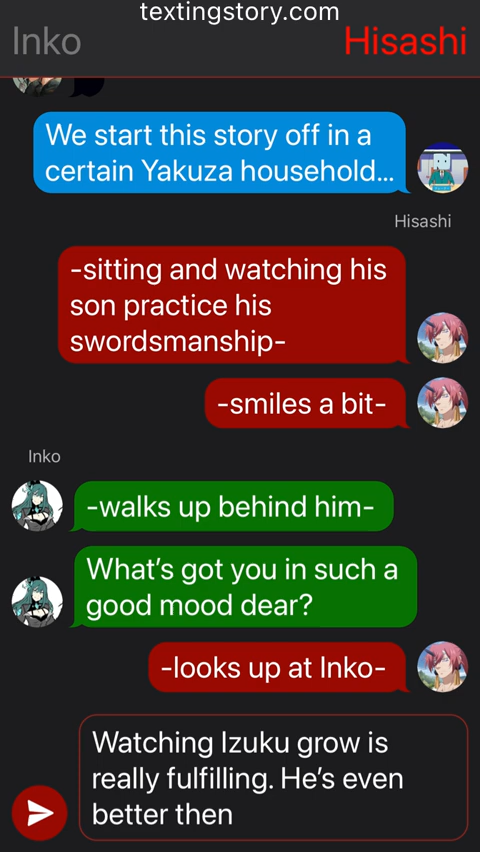 textingstory.com
Inko
Hisashi
We start this story off in a
certain Yakuza household...
Hisashi
-sitting and watching his
son practice his
swordsmanship-
-smiles a bit-
Inko
-walks up behind him-
What's got you in such a
good mood dear?
-looks up at Inko-
Watching Izuku grow is
really fulfilling. He's even
better then